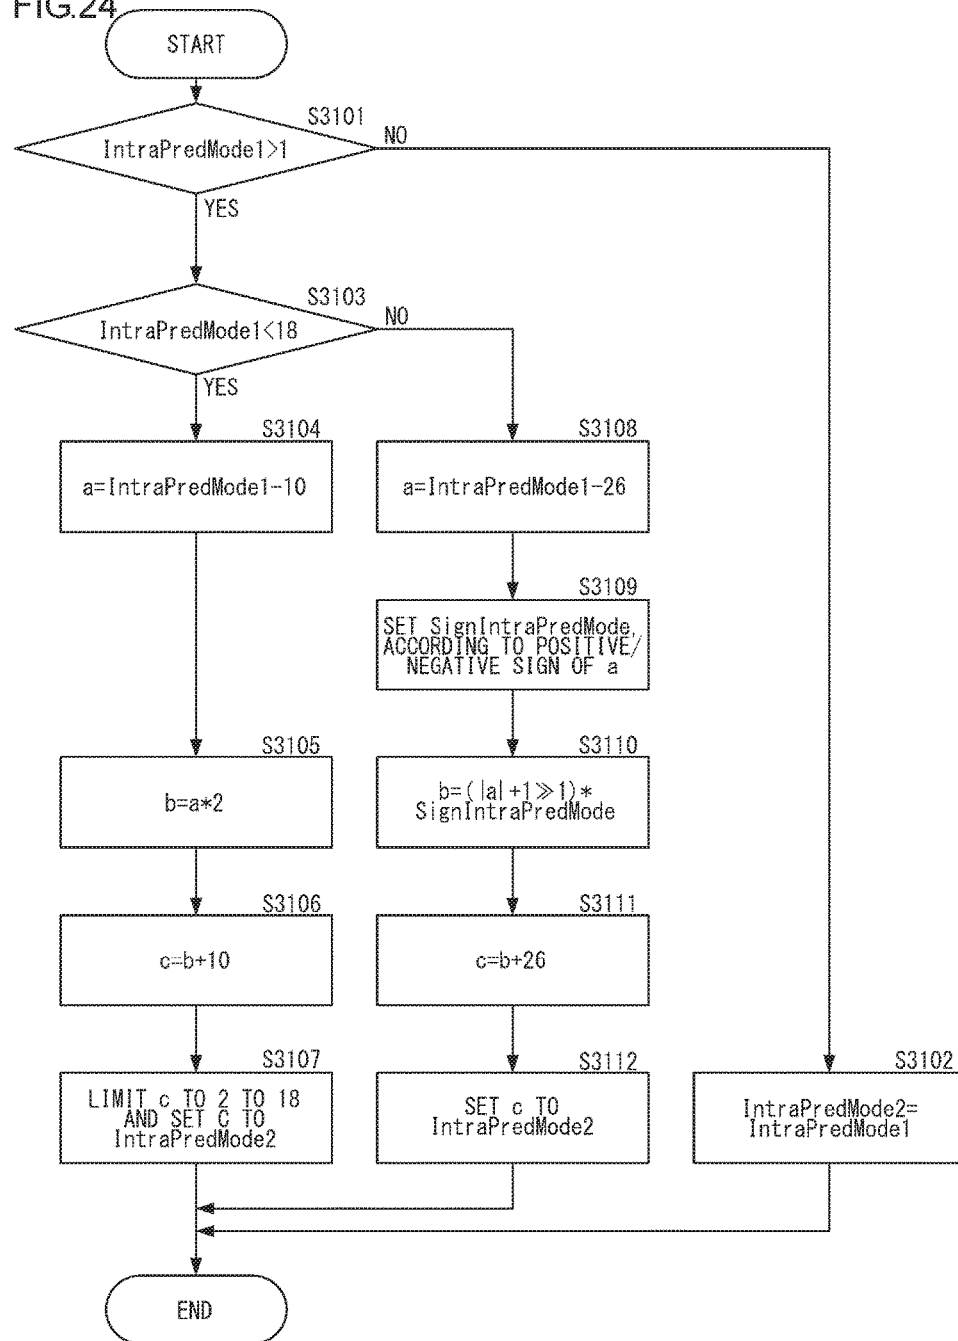 FIG.24
START
S3101
IntraPredMode1>1
NO
YES
S3103
IntraPredMode1<18
NO
YES
S3104
a=IntraPredMode1-10
S3108
a=IntraPredMode1-26
S3109
SET SignIntraPredMode,
ACCORDING TO POSITIVE/
NEGATIVE SIGN OF a
S3105
b=a*2
S3110
b=(|a|+1≫1)*
SignIntraPredMode
S3106
c=b+10
S3111
c=b+26
S3107
LIMIT c TO 2 TO 18
AND SET C TO
IntraPredMode2
S3112
SET c TO
IntraPredMode2
S3102
IntraPredMode2=
IntraPredMode1
END